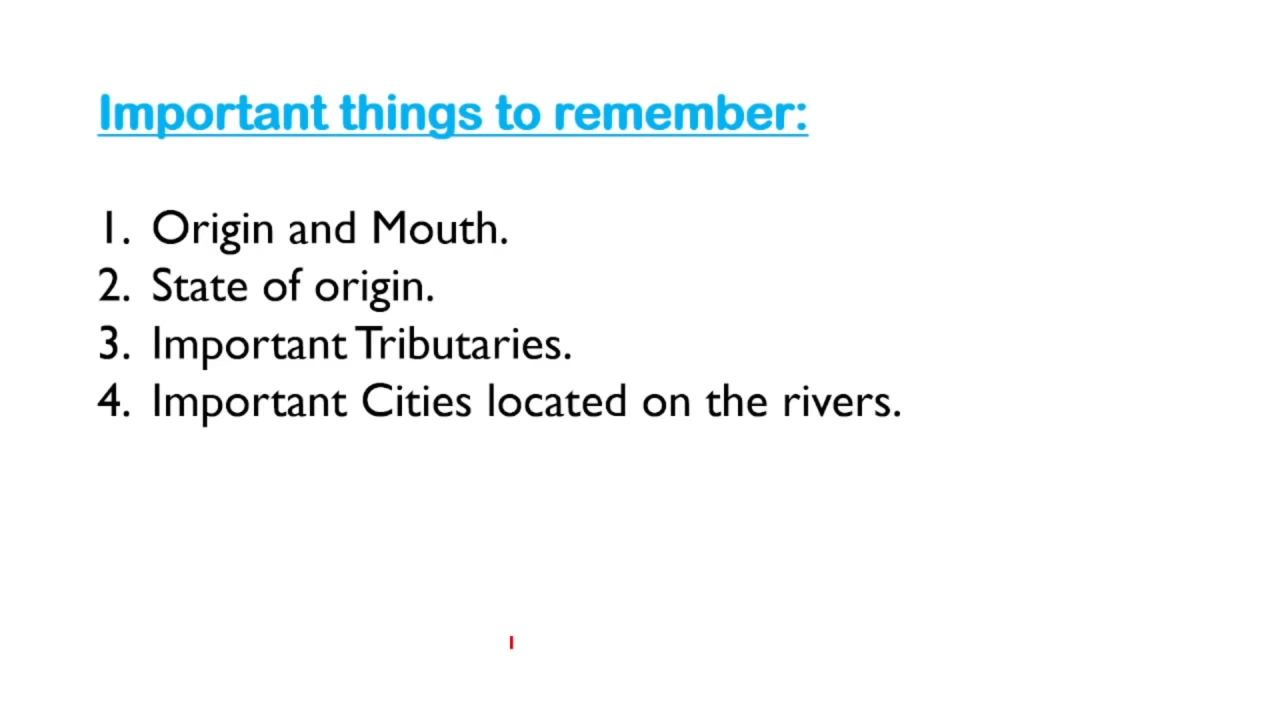 Important things to remember:
1. Origin and Mouth.
2. State of origin.
3. Important Tributaries.
4. Important Cities located on the rivers.